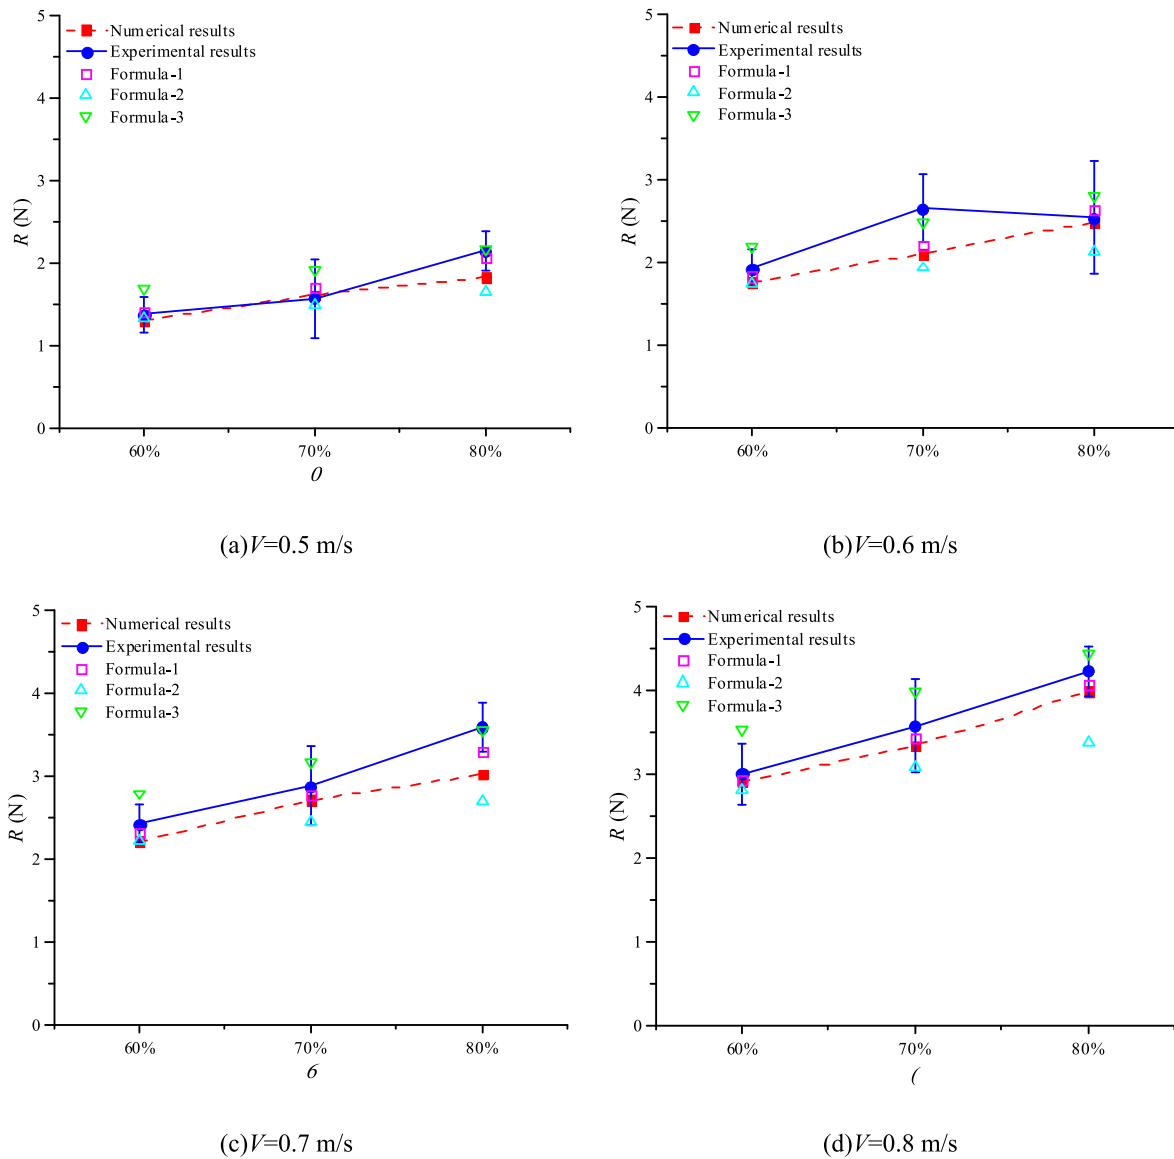 5
4
3
2
1
0
R (N)
Numerical results
Experimental results
Formula-1
Formula-2
Formula-3
60% 70% 80%
0
(a)V=0.5 m/s
5
4
3
2
1
0
R (N)
Numerical results
Experimental results
Formula-1
Formula-2
Formula-3
60% 70% 80%
(b)V=0.6 m/s
5
4
3
2
1
0
R (N)
Numerical results
Experimental results
Formula-1
Formula-2
Formula-3
60% 70% 80%
6
(c)V=0.7 m/s
5
4
3
2
1
0
R (N)
Numerical results
Experimental results
Formula-1
Formula-2
Formula-3
60% 70% 80%
(
(d)V=0.8 m/s